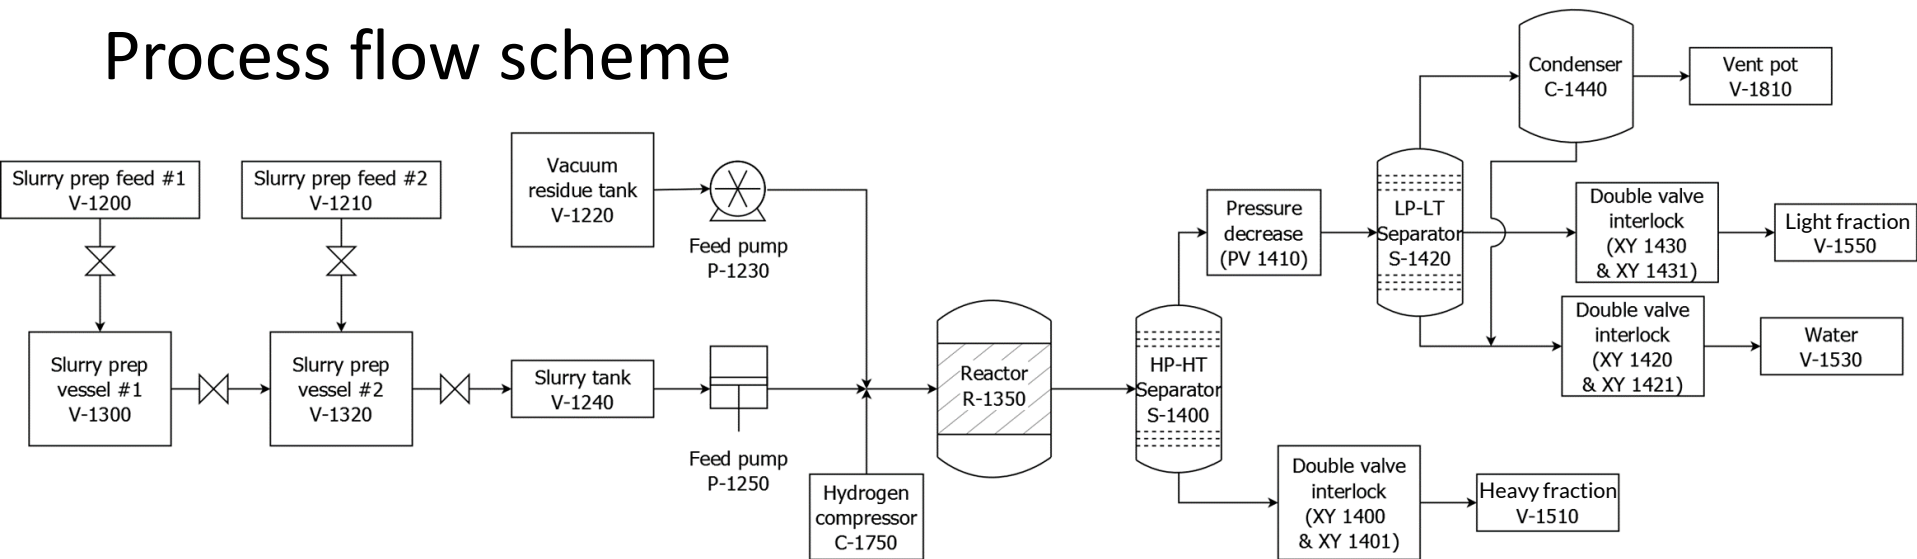 Process flow scheme
Slurry prep feed #1
V-1200
Slurry prep feed #2
V-1210
Slurry prep
vessel #1
V-1300
Slurry prep
vessel #2
V-1320
Vacuum
residue tank
V-1220
Feed pump
P-1230
Slurry tank
V-1240
Feed pump
P-1250
Hydrogen
compressor
C-1750
Reactor
R-1350
HP-HT
Separator
S-1400
Pressure
decrease
(PV 1410)
LP-LT
Separator
S-1420
Condenser
C-1440
Vent pot
V-1810
Double valve
interlock
(XY 1430
& XY 1431)
Light fraction
V-1550
Double valve
interlock
(XY 1420
& XY 1421)
Water
V-1530
Double valve
interlock
(XY 1400
& XY 1401)
Heavy fraction
V-1510